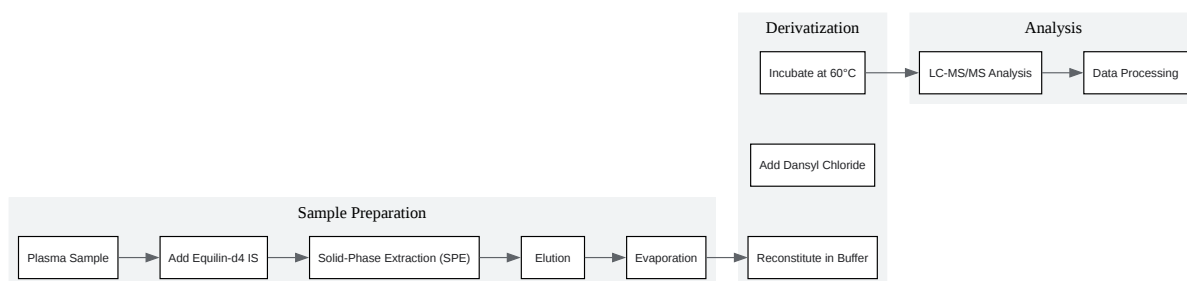 Derivatization
Analysis
Incubate at 60°C
LC-MS/MS Analysis
Data Processing
Add Dansyl Chloride
Sample Preparation
Plasma Sample
Add Equilin-d4 IS
Solid-Phase Extraction (SPE)
Elution
Evaporation
Reconstitute in Buffer